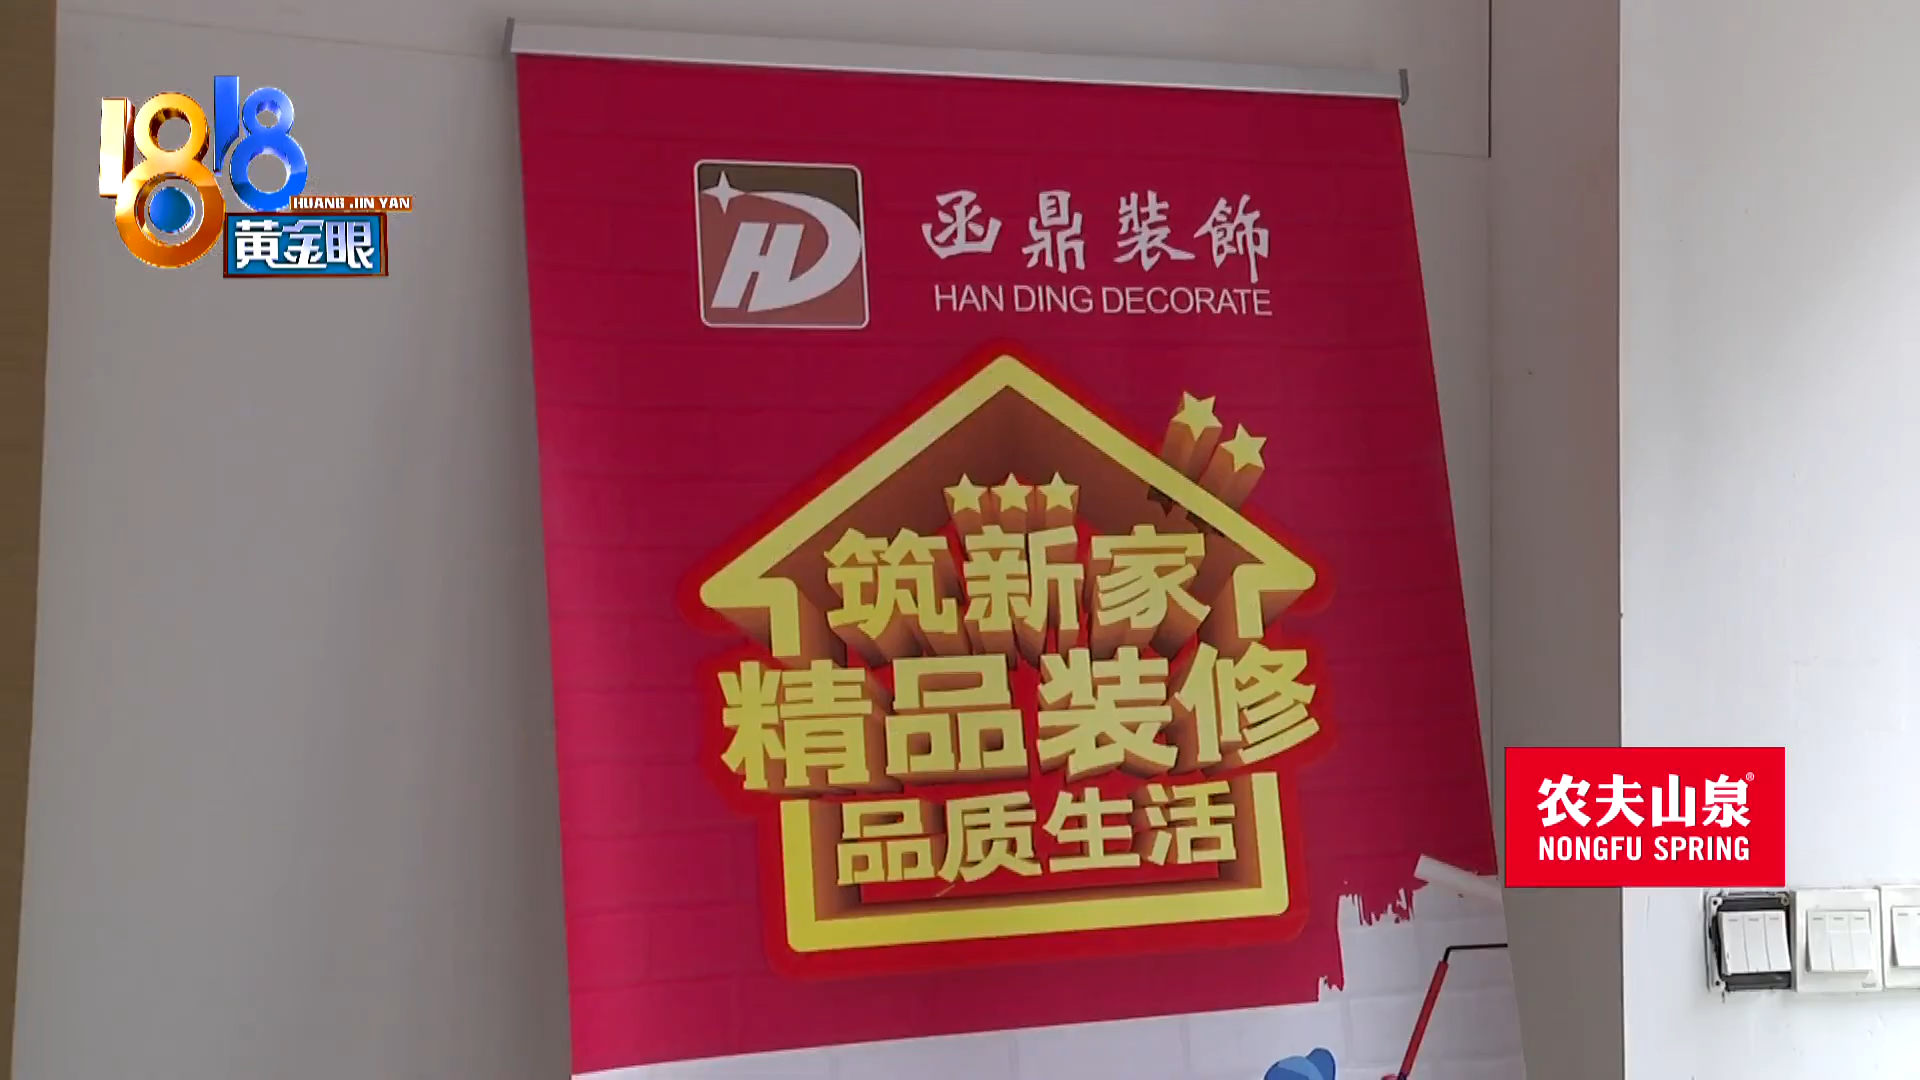 1818
HUANG JIN YAN
黄金眼
HD
函鼎装飾
HAN DING DECORATE
筑新家
精品装修
品质生活
农夫山泉®
NONGFU SPRING